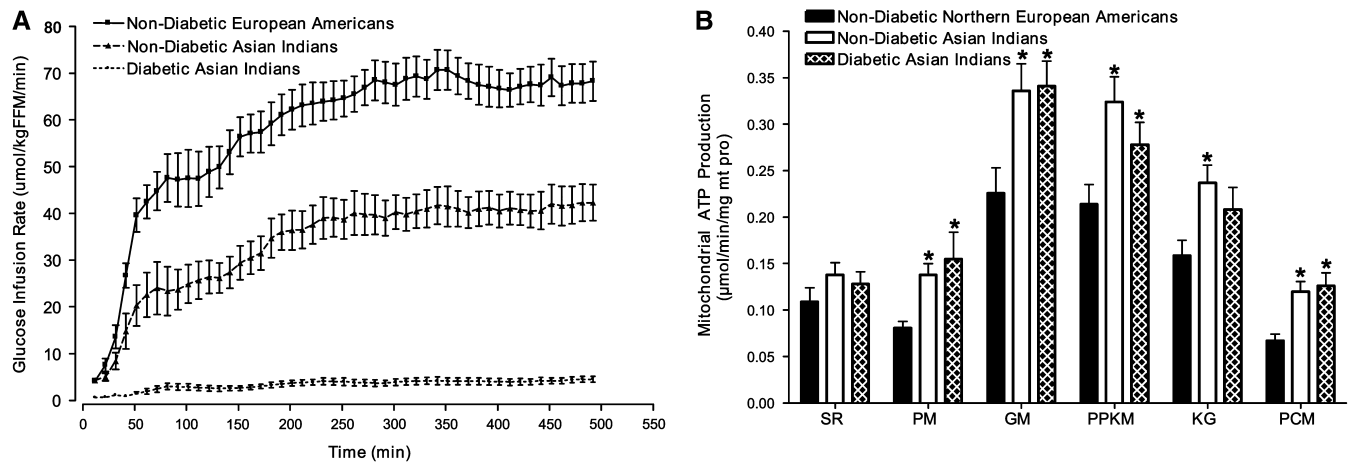 A
Non-Diabetic European Americans
Non-Diabetic Asian Indians
Diabetic Asian Indians
Glucose Infusion Rate (umol/kgFFM/min)
80
70
60
50
40
30
20
10
0
0 50 100 150 200 250 300 350 400 450 500 550
Time (min)
B
Non-Diabetic Northern European Americans
Non-Diabetic Asian Indians
Diabetic Asian Indians
Mitochondrial ATP Production
(μmol/min/mg mt pro)
0.40
0.35
0.30
0.25
0.20
0.15
0.10
0.05
0.00
* * * * * * * * *
SR PM GM PPKM KG PCM